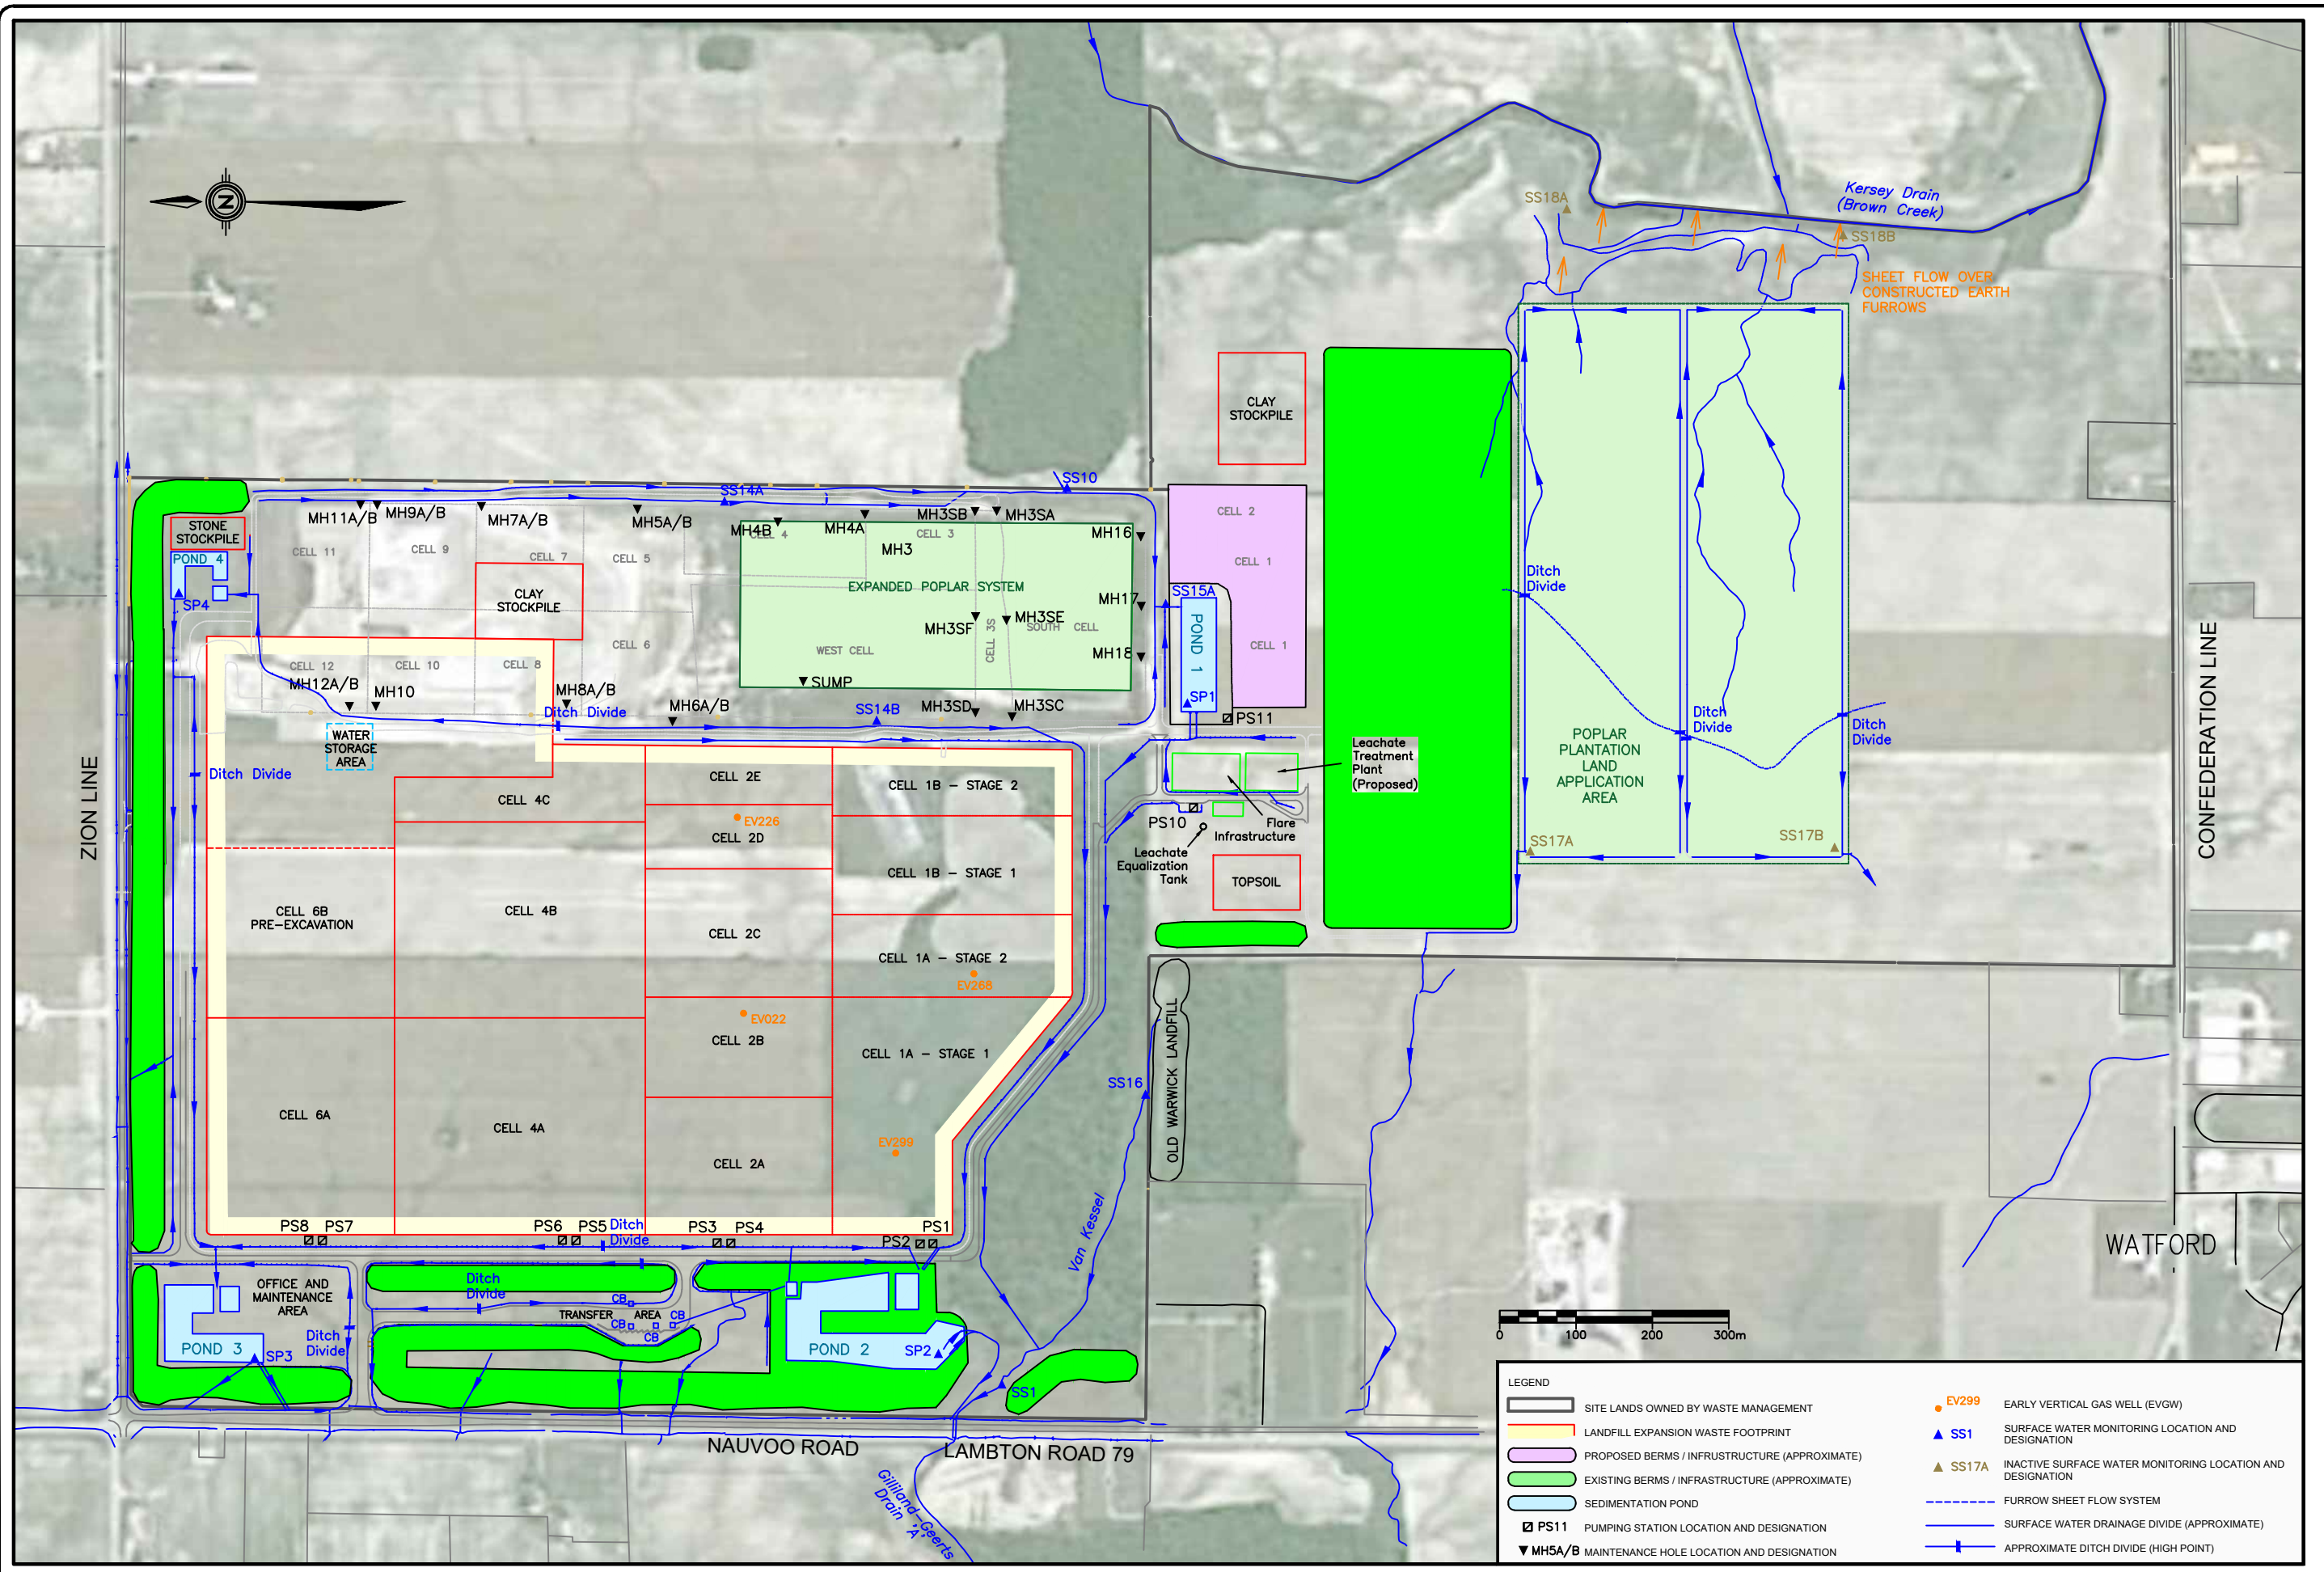 N
Kersey Drain
(Brown Creek)
SS18A
SS18B
SHEET FLOW OVER
CONSTRUCTED EARTH
FURROWS
CLAY
STOCKPILE
SS10
SS14A
STONE
STOCKPILE
MH11A/B
MH9A/B
MH7A/B
MH5A/B
MH4B
MH4A
MH3SB
MH3SA
MH16
CELL 2
CELL 11
CELL 9
CELL 7
CELL 5
CELL 4
CELL 3
MH3
CELL 1
POND 4
SP4
CLAY
STOCKPILE
EXPANDED POPLAR SYSTEM
SS15A
MH17
MH3SF
MH3SE
CELL 3S
SOUTH CELL
POND 1
CELL 6
WEST CELL
MH18
CELL 1
Ditch
Divide
CELL 12
CELL 10
CELL 8
MH12A/B
MH10
MH8A/B
SUMP
SP1
MH6A/B
SS14B
MH3SD
MH3SC
PS11
Ditch Divide
WATER
STORAGE
AREA
Ditch Divide
Ditch
Divide
Ditch
Divide
POPLAR
PLANTATION
LAND
APPLICATION
AREA
Leachate
Treatment
Plant
(Proposed)
ZION LINE
CONFEDERATION LINE
CELL 2E
CELL 1B - STAGE 2
CELL 4C
EV226
CELL 2D
PS10
Flare
Infrastructure
Leachate
Equalization
Tank
SS17A
SS17B
CELL 1B - STAGE 1
TOPSOIL
CELL 6B
PRE-EXCAVATION
CELL 4B
CELL 2C
CELL 1A - STAGE 2
EV268
EV022
CELL 2B
CELL 1A - STAGE 1
SS16
OLD WARWICK LANDFILL
CELL 6A
CELL 4A
EV299
CELL 2A
Van Kessel
PS8
PS7
PS6
PS5
Ditch
Divide
PS3
PS4
PS1
PS2
WATFORD
OFFICE AND
MAINTENANCE
AREA
Ditch
Divide
CB
TRANSFER AREA
CB
CB
CB
Ditch
Divide
POND 3
SP3
POND 2
SP2
SS1
0
100
200
300m
NAUVOO ROAD
LAMBTON ROAD 79
Gilliland-Geerts
Drain 'A'
LEGEND
SITE LANDS OWNED BY WASTE MANAGEMENT
LANDFILL EXPANSION WASTE FOOTPRINT
PROPOSED BERMS / INFRUSTRUCTURE (APPROXIMATE)
EXISTING BERMS / INFRASTRUCTURE (APPROXIMATE)
SEDIMENTATION POND
PS11 PUMPING STATION LOCATION AND DESIGNATION
MH5A/B MAINTENANCE HOLE LOCATION AND DESIGNATION
EV299 EARLY VERTICAL GAS WELL (EVGW)
SS1 SURFACE WATER MONITORING LOCATION AND
DESIGNATION
SS17A INACTIVE SURFACE WATER MONITORING LOCATION AND
DESIGNATION
FURROW SHEET FLOW SYSTEM
SURFACE WATER DRAINAGE DIVIDE (APPROXIMATE)
APPROXIMATE DITCH DIVIDE (HIGH POINT)